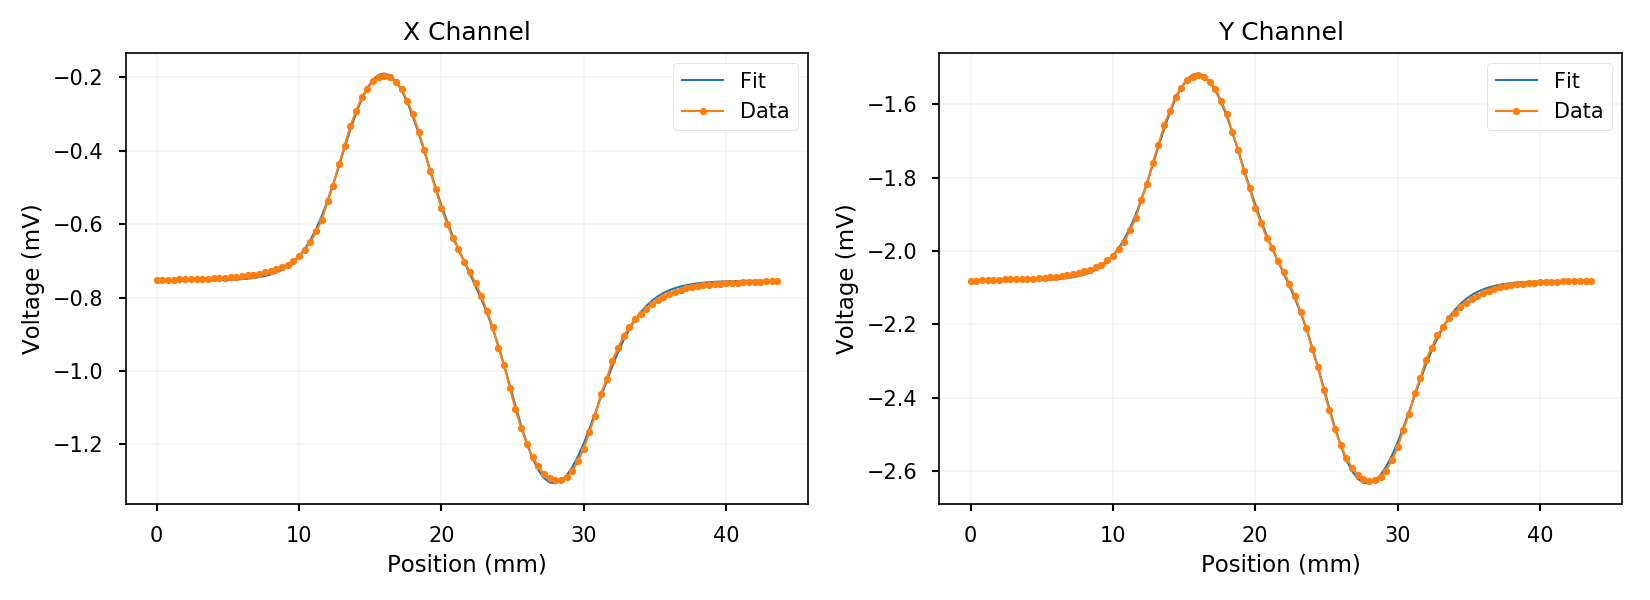 X Channel
Voltage (mV)
−0.2
−0.4
−0.6
−0.8
−1.0
−1.2
Fit
Data
0 10 20 30 40
Position (mm)
Y Channel
Voltage (mV)
−1.6
−1.8
−2.0
−2.2
−2.4
−2.6
Fit
Data
0 10 20 30 40
Position (mm)